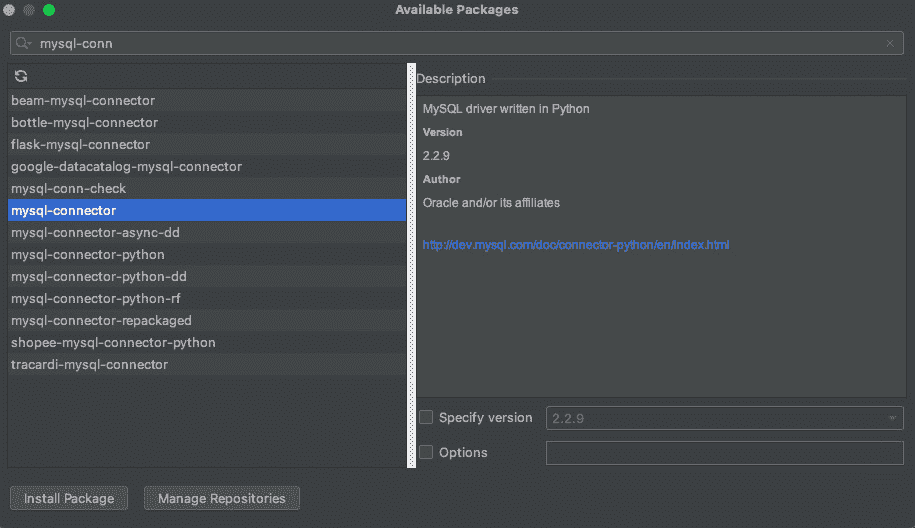 Available Packages
mysql-conn
beam-mysql-connector
bottle-mysql-connector
flask-mysql-connector
google-datacatalog-mysql-connector
mysql-conn-check
mysql-connector
mysql-connector-async-dd
mysql-connector-python
mysql-connector-python-dd
mysql-connector-python-rf
mysql-connector-repackaged
shopee-mysql-connector-python
tracardi-mysql-connector
Description
MySQL driver written in Python
Version
2.2.9
Author
Oracle and/or its affiliates
http://dev.mysql.com/doc/connector-python/en/index.html
Specify version
2.2.9
Options
Install Package
Manage Repositories